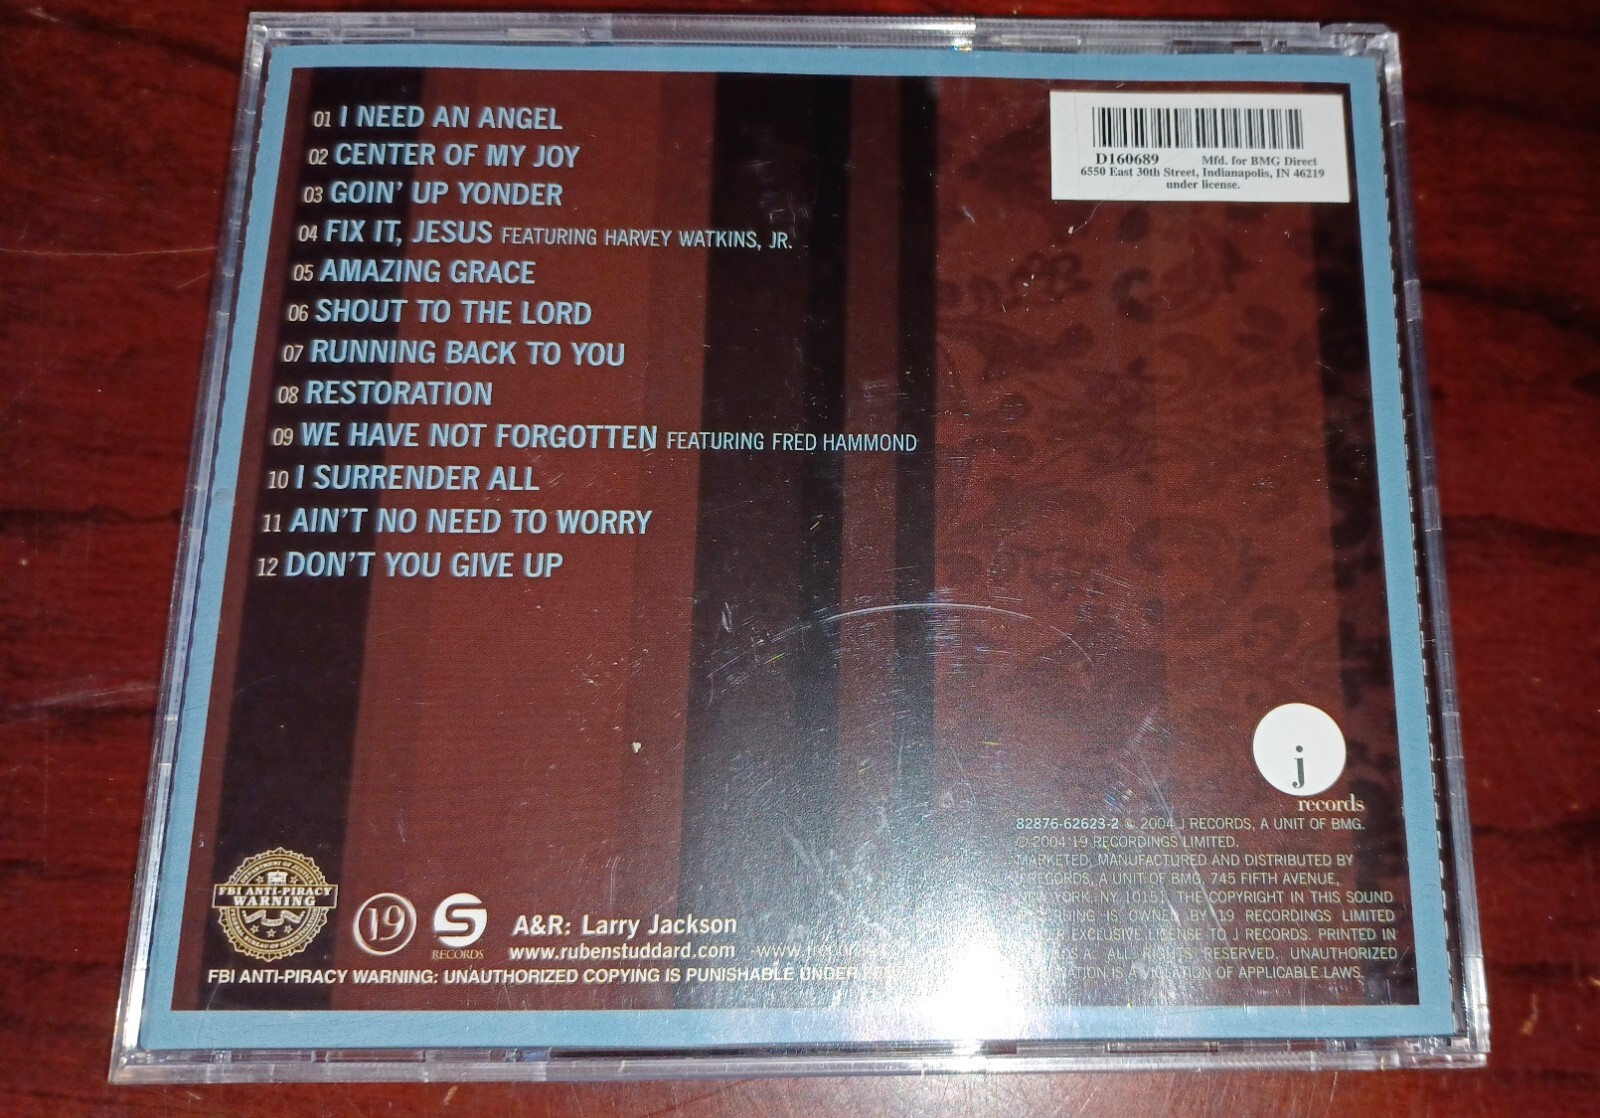 01 I NEED AN ANGEL
02 CENTER OF MY JOY
03 GOIN' UP YONDER
04 FIX IT, JESUS FEATURING HARVEY WATKINS, JR.
05 AMAZING GRACE
06 SHOUT TO THE LORD
07 RUNNING BACK TO YOU
08 RESTORATION
09 WE HAVE NOT FORGOTTEN FEATURING FRED HAMMOND
10 I SURRENDER ALL
11 AIN'T NO NEED TO WORRY
12 DON'T YOU GIVE UP
D160689 Mfd. for BMG Direct
6550 East 30th Street, Indianapolis, IN 46219
under license.
j
records
82876-62623-2 © 2004 J RECORDS, A UNIT OF BMG.
2004 19 RECORDINGS LIMITED.
MARKETED, MANUFACTURED AND DISTRIBUTED BY
RECORDS, A UNIT OF BMG, 745 FIFTH AVENUE,
NEW YORK, NY 10151. THE COPYRIGHT IN THIS SOUND
IS OWNED BY 19 RECORDINGS LIMITED
EXCLUSIVE LICENSE TO J RECORDS. PRINTED IN
ALL RIGHTS RESERVED. UNAUTHORIZED
IS A VIOLATION OF APPLICABLE LAWS.
FBI ANTI-PIRACY
WARNING
19
S
RECORDS
A&R: Larry Jackson
www.rubenstuddard.com
FBI ANTI-PIRACY WARNING: UNAUTHORIZED COPYING IS PUNISHABLE UNDER